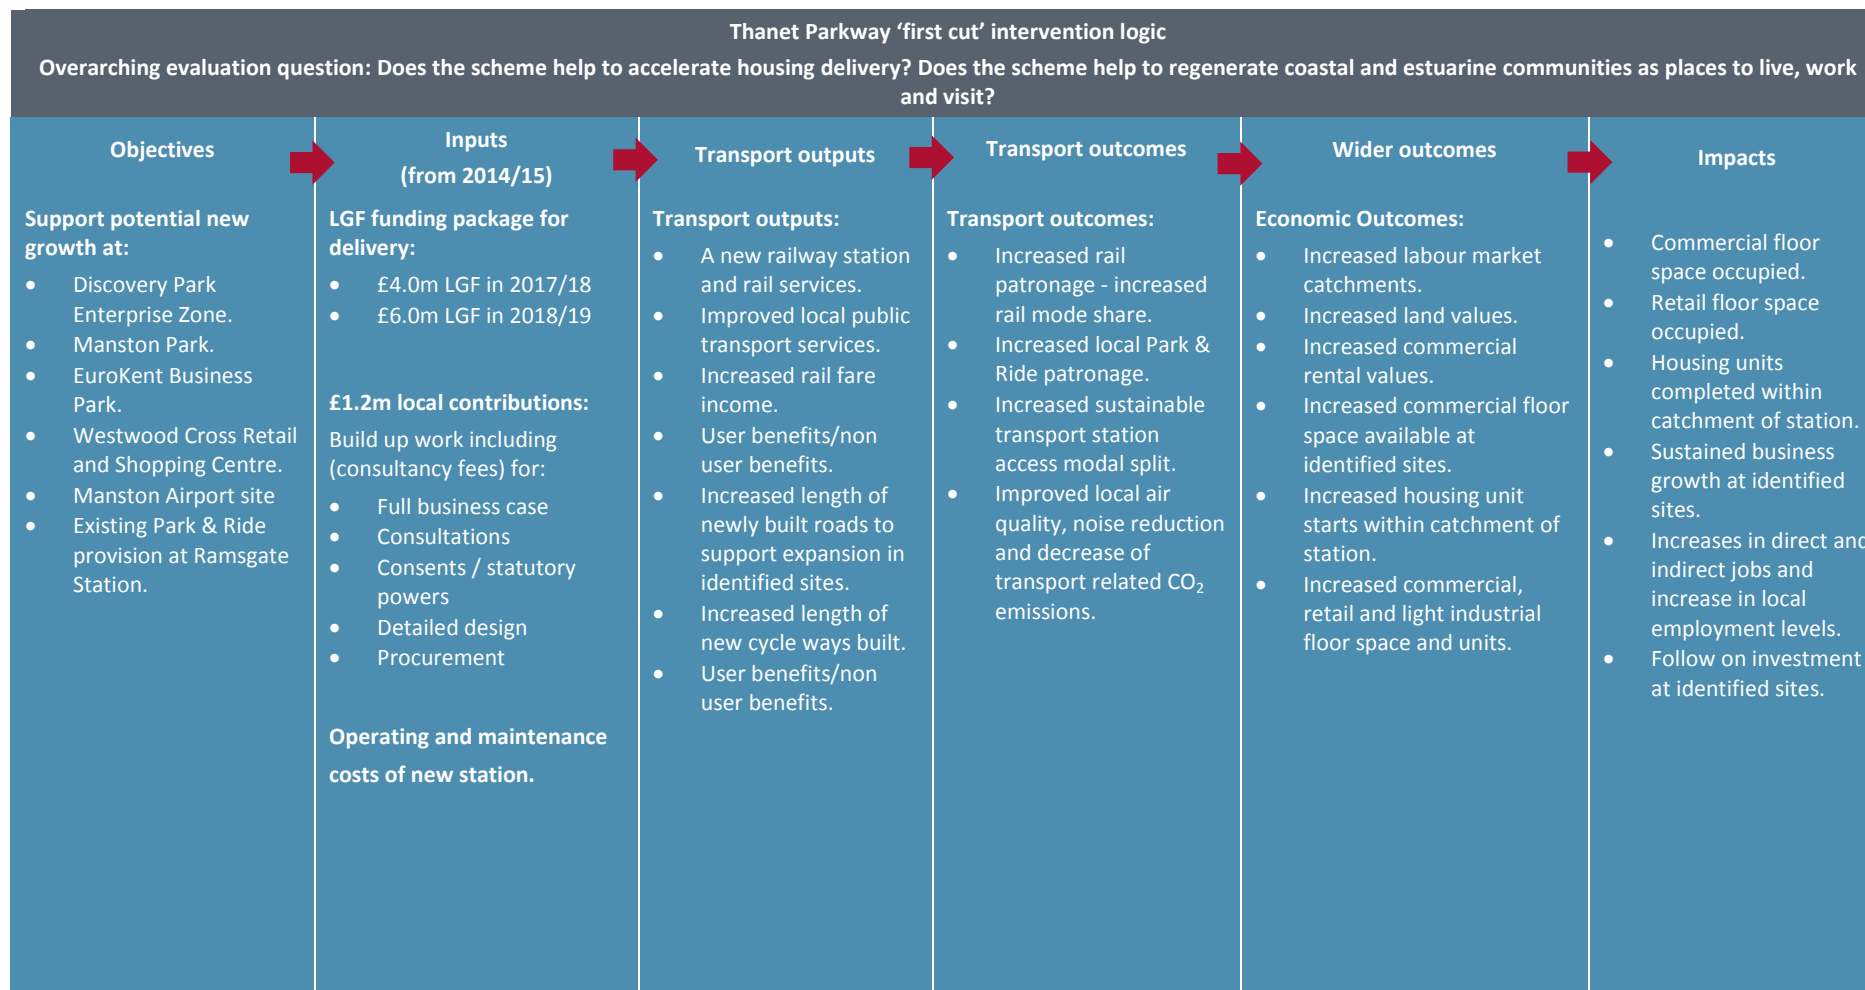 Thanet Parkway ‘first cut’ intervention logic
Overarching evaluation question: Does the scheme help to accelerate housing delivery? Does the scheme help to regenerate coastal and estuarine communities as places to live, work
and visit?
Objectives
Support potential new
growth at:
• Discovery Park
Enterprise Zone.
• Manston Park.
• EuroKent Business
Park.
• Westwood Cross Retail
and Shopping Centre.
• Manston Airport site
• Existing Park & Ride
provision at Ramsgate
Station.
Inputs
(from 2014/15)
LGF funding package for
delivery:
• £4.0m LGF in 2017/18
• £6.0m LGF in 2018/19
£1.2m local contributions:
Build up work including
(consultancy fees) for:
• Full business case
• Consultations
• Consents / statutory
powers
• Detailed design
• Procurement
Operating and maintenance
costs of new station.
Transport outputs
Transport outputs:
• A new railway station
and rail services.
• Improved local public
transport services.
• Increased rail fare
income.
• User benefits/non
user benefits.
• Increased length of
newly built roads to
support expansion in
identified sites.
• Increased length of
new cycle ways built.
• User benefits/non
user benefits.
Transport outcomes
Transport outcomes:
• Increased rail
patronage - increased
rail mode share.
• Increased local Park &
Ride patronage.
• Increased sustainable
transport station
access modal split.
• Improved local air
quality, noise reduction
and decrease of
transport related CO₂
emissions.
Wider outcomes
Economic Outcomes:
• Increased labour market
catchments.
• Increased land values.
• Increased commercial
rental values.
• Increased commercial floor
space available at
identified sites.
• Increased housing unit
starts within catchment of
station.
• Increased commercial,
retail and light industrial
floor space and units.
Impacts
• Commercial floor
space occupied.
• Retail floor space
occupied.
• Housing units
completed within
catchment of station.
• Sustained business
growth at identified
sites.
• Increases in direct and
indirect jobs and
increase in local
employment levels.
• Follow on investment
at identified sites.